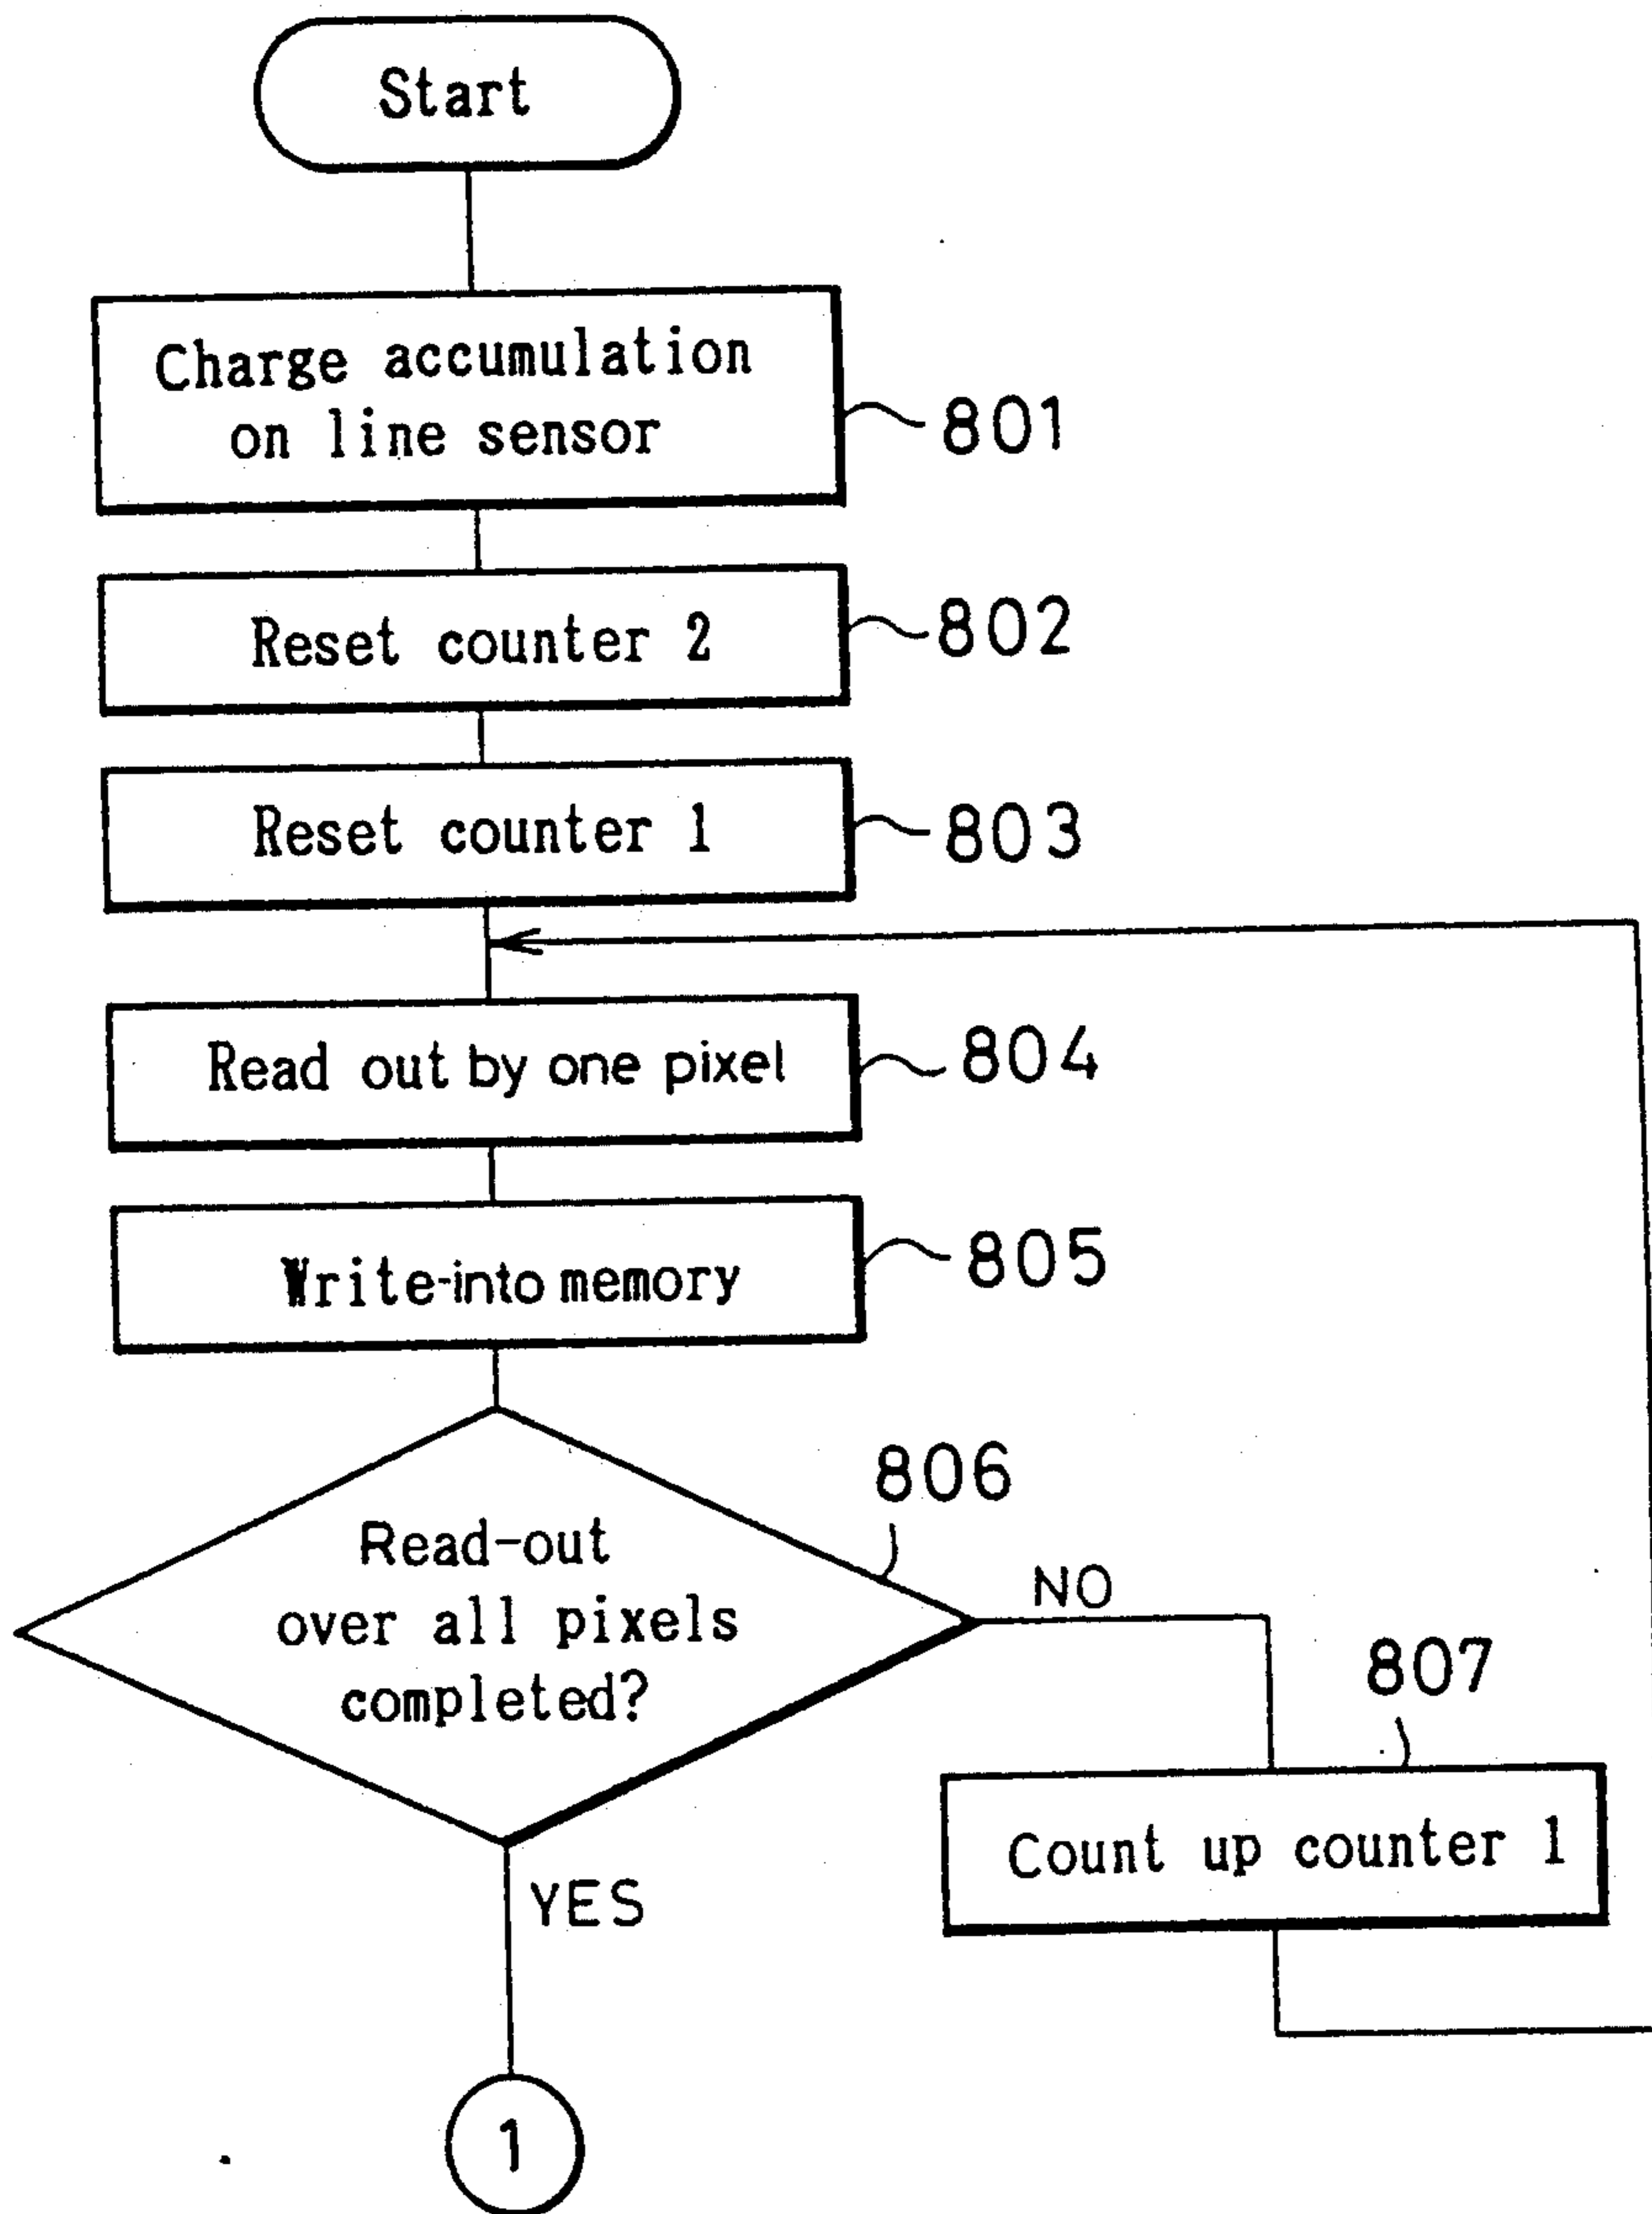 Start
Charge accumulation
on line sensor
801
Reset counter 2
802
Reset counter 1
803
Read out by one pixel
804
Write-into memory
805
806
Read-out
over all pixels
completed?
NO
807
Count up counter 1
YES
1